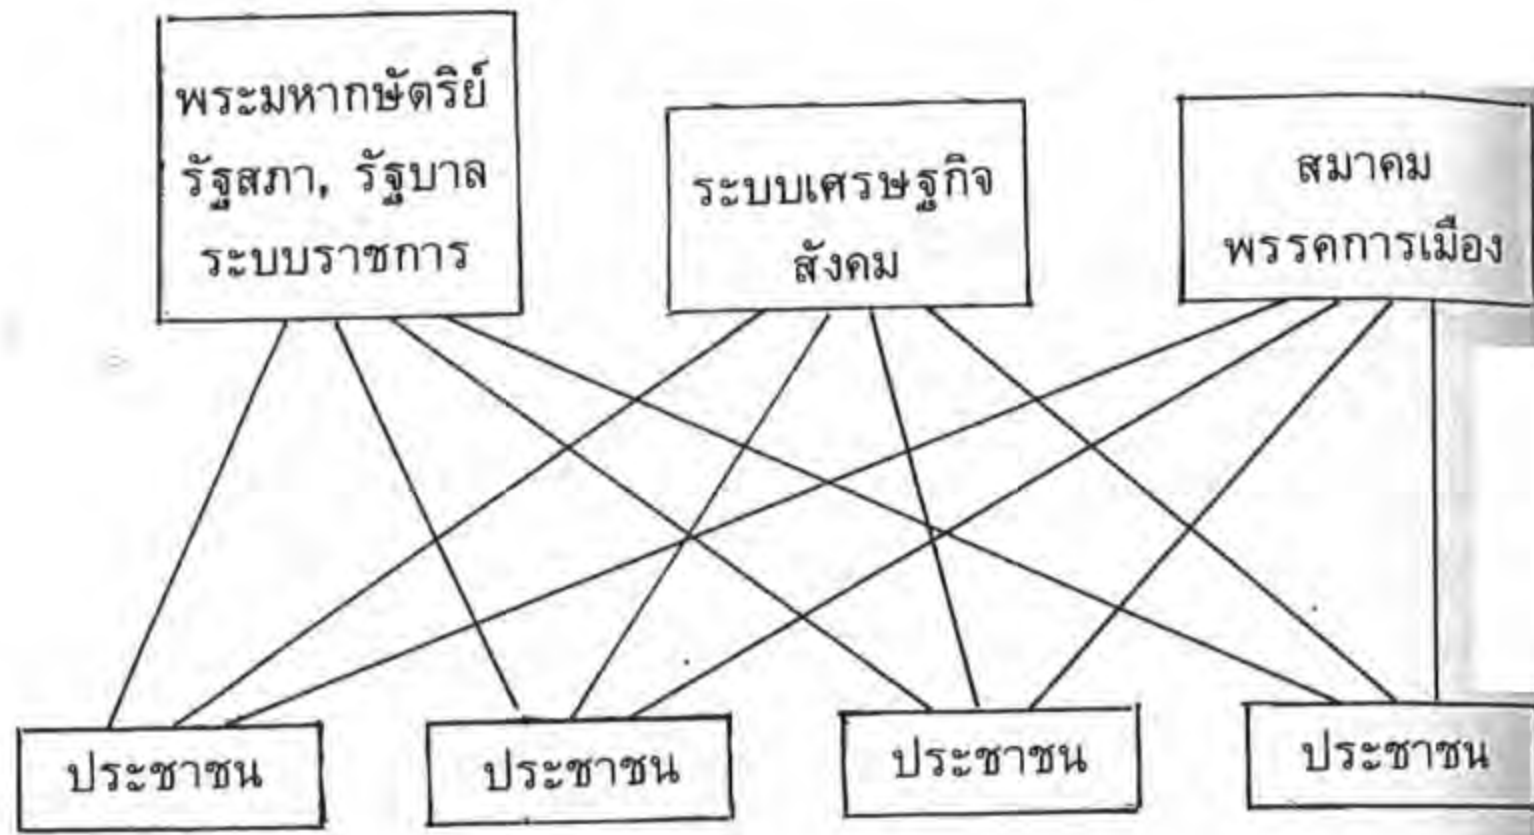 พระมหากษัตริย์
รัฐสภา, รัฐบาล
ระบบราชการ
ระบบเศรษฐกิจ
สังคม
สมาคม
พรรคการเมือง
ประชาชน
ประชาชน
ประชาชน
ประชาชน